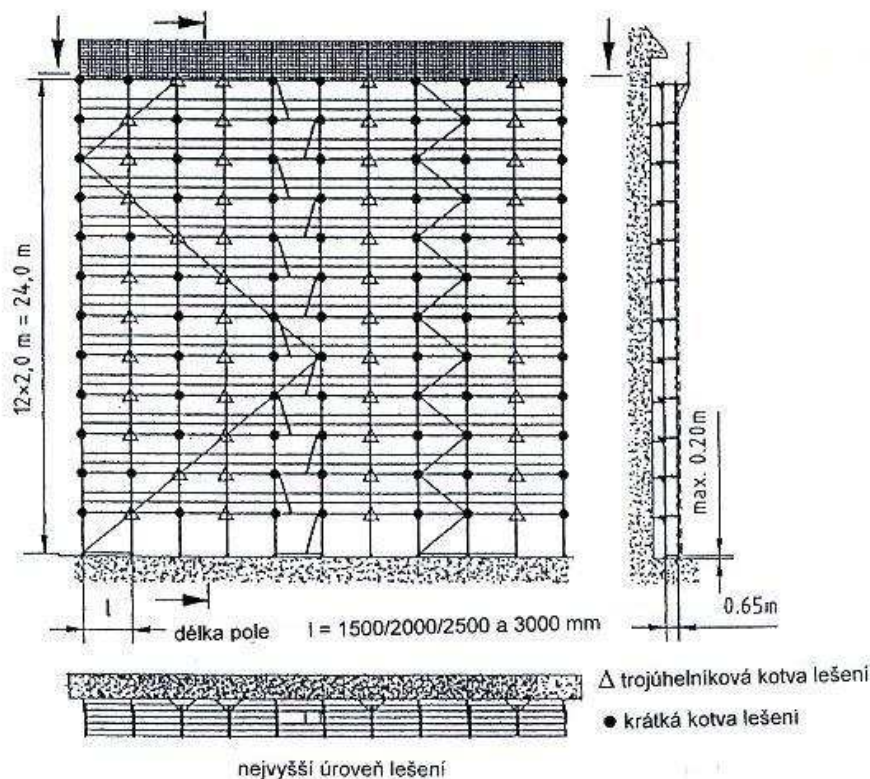 12×2,0 m = 24,0 m
max. 0.20m
0.65m
l
délka pole
l = 1500/2000/2500 a 3000 mm
△ trojúhelniková kotva lešení
● krátká kotva lešení
nejvyšší úroveň lešení